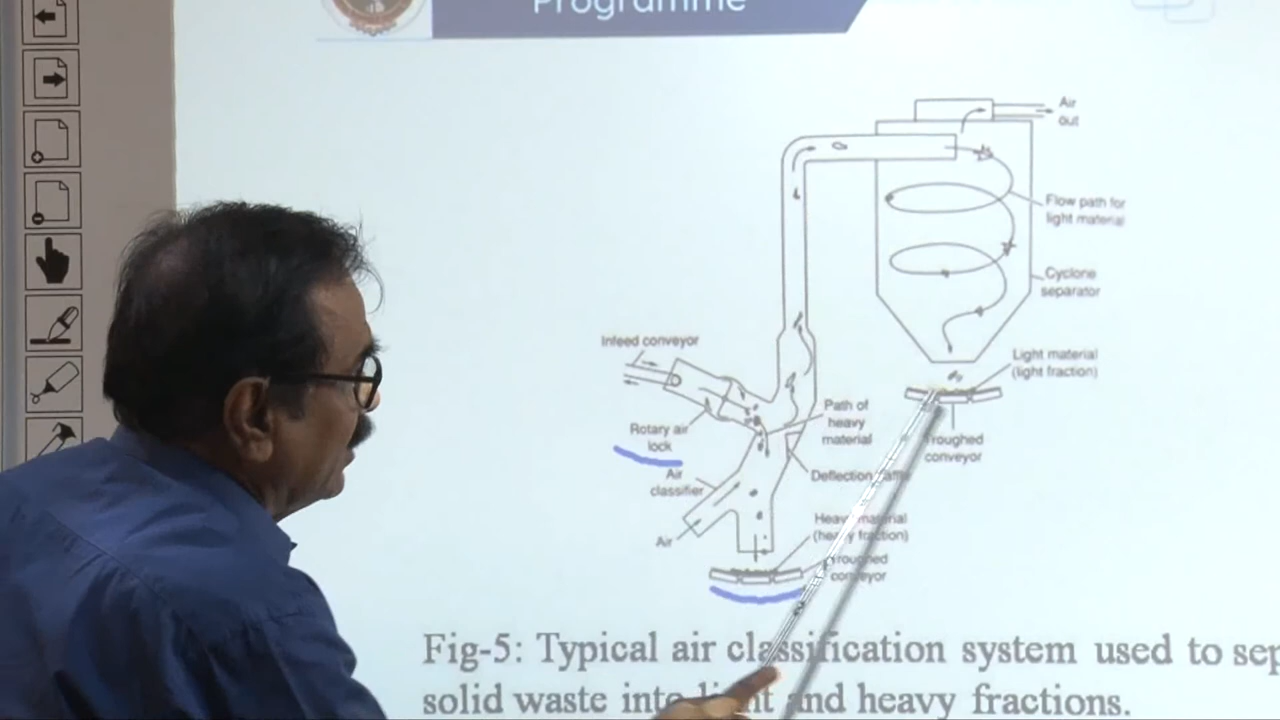 Programme
Air
out
Flow path for
light material
Cyclone
separator
Infeed conveyor
Light material
(light fraction)
Path of
heavy
material
Rotary air
lock
Troughed
conveyor
Air
classifier
Deflection
Heavy material
(heavy fraction)
Air
Troughed
conveyor
Fig-5: Typical air classification system used to sep
solid waste into light and heavy fractions.